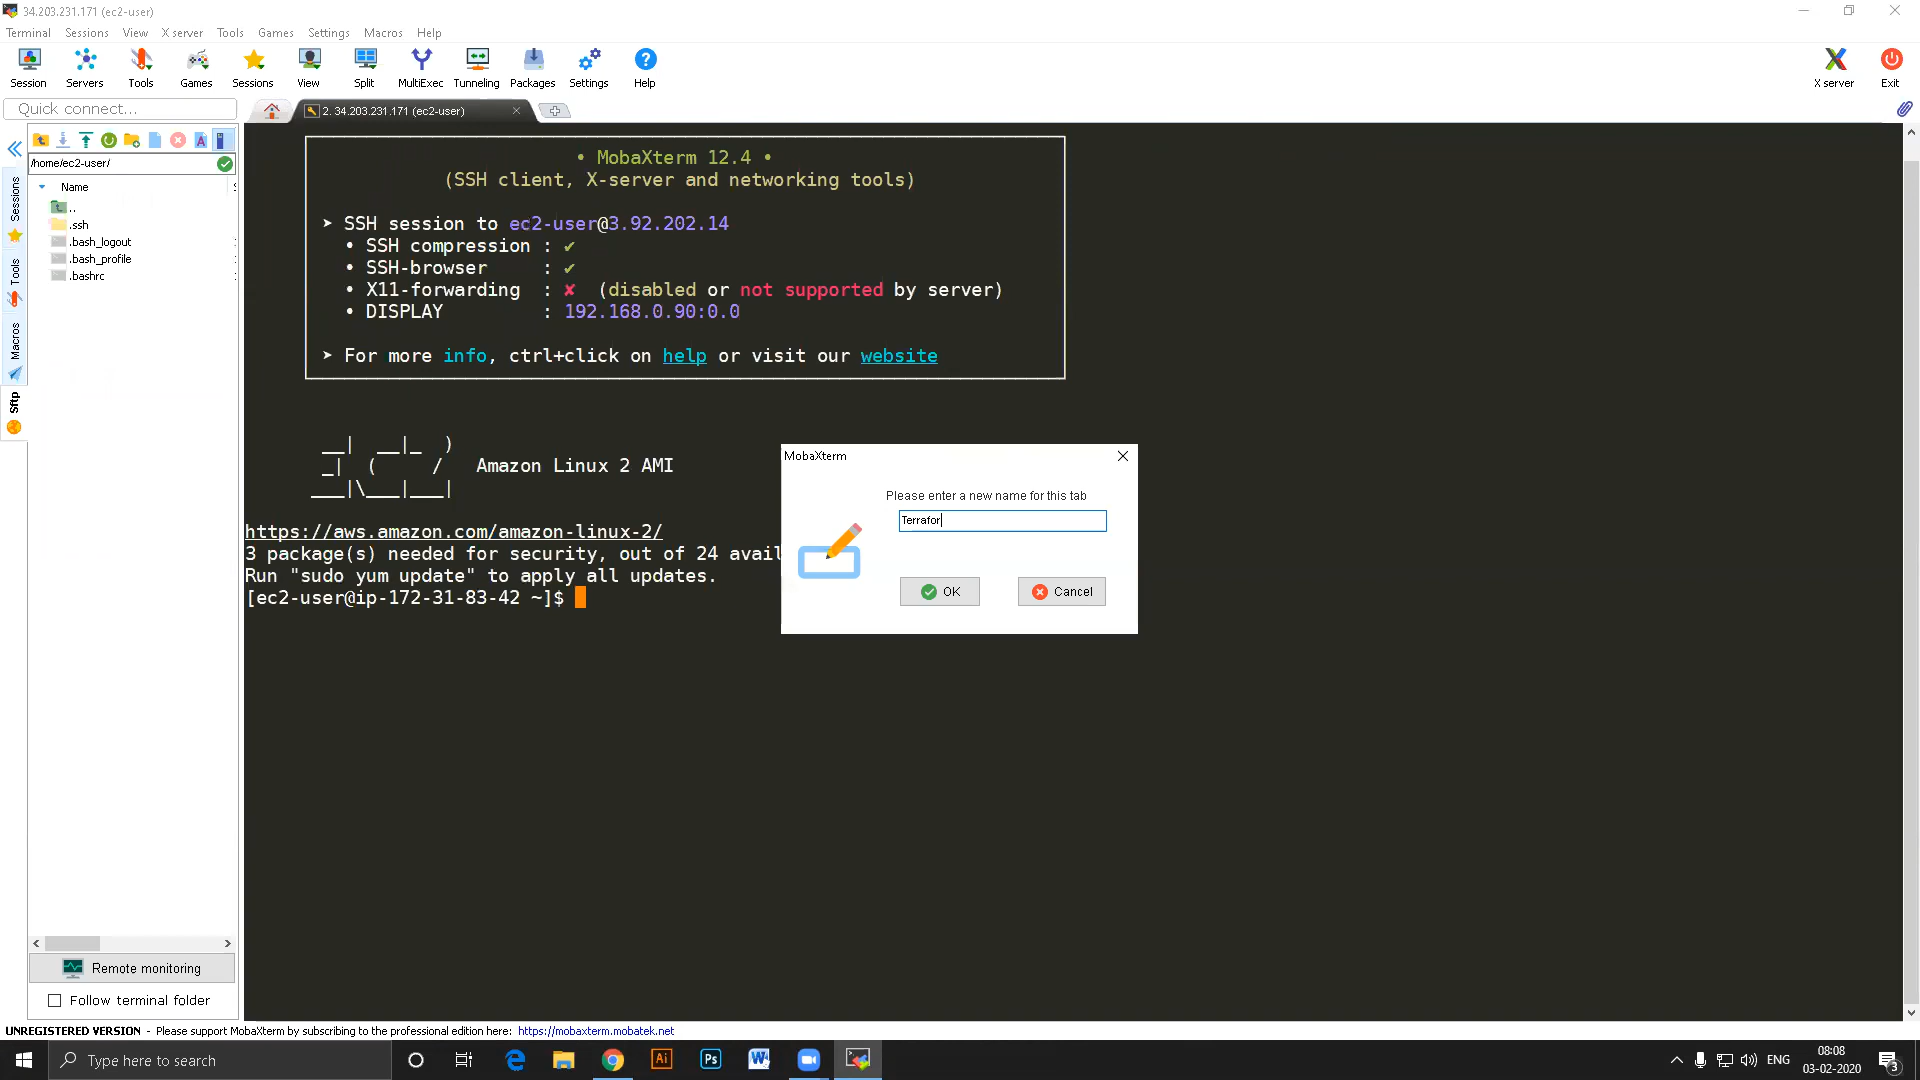 34.203.231.171 (ec2-user)
Terminal Sessions View X server Tools Games Settings Macros Help
Session Servers Tools Games Sessions View Split MultiExec Tunneling Packages Settings Help X server Exit
Quick connect...
2. 34.203.231.171 (ec2-user)
/home/ec2-user/
Name
..
.ssh
.bash_logout
.bash_profile
.bashrc
Sessions
Tools
Macros
Sftp
• MobaXterm 12.4 •
(SSH client, X-server and networking tools)
➤ SSH session to ec2-user@3.92.202.14
• SSH compression : ✔
• SSH-browser : ✔
• X11-forwarding : ✘ (disabled or not supported by server)
• DISPLAY : 192.168.0.90:0.0
➤ For more info, ctrl+click on help or visit our website
__| __|_ )
_| ( / Amazon Linux 2 AMI
___|\___|___|
https://aws.amazon.com/amazon-linux-2/
3 package(s) needed for security, out of 24 avail
Run "sudo yum update" to apply all updates.
[ec2-user@ip-172-31-83-42 ~]$
MobaXterm
Please enter a new name for this tab
Terrafor
OK Cancel
Remote monitoring
Follow terminal folder
UNREGISTERED VERSION - Please support MobaXterm by subscribing to the professional edition here: https://mobaxterm.mobatek.net
Type here to search
Ai
Ps
ENG
08:08
03-02-2020
3